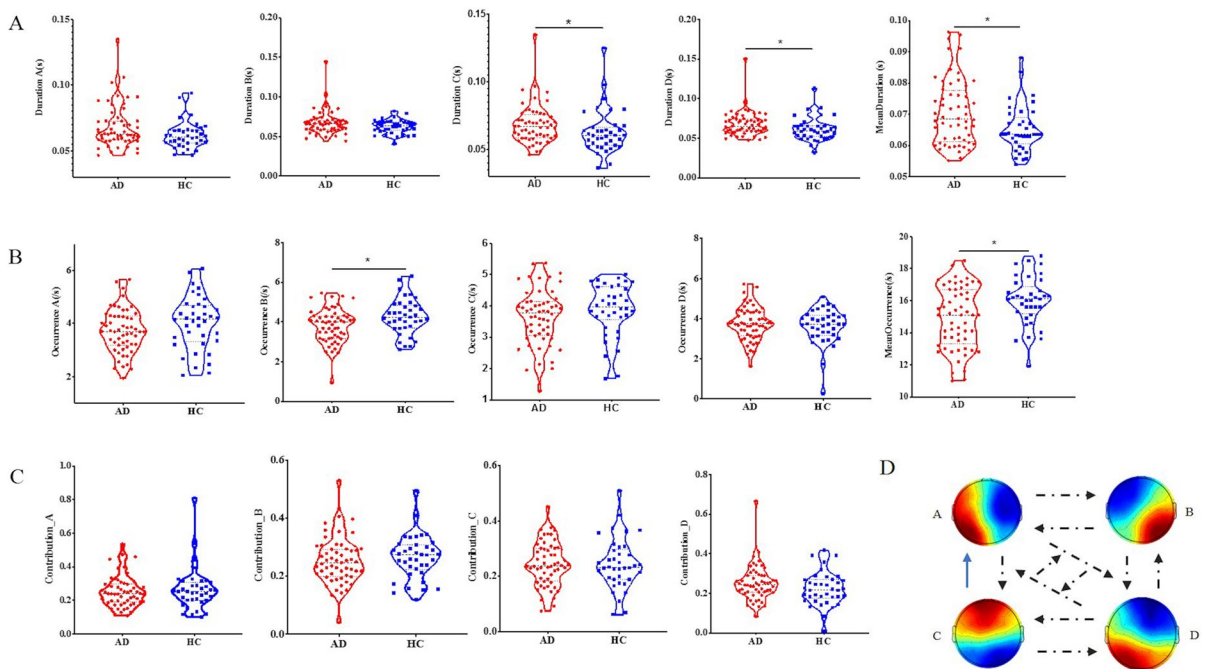 A
Duration A(s)
0.15
0.10
0.05
AD HC
Duration B(s)
0.20
0.15
0.10
0.05
0.00
AD HC
Duration C(s)
0.15
0.10
0.05
*
AD HC
Duration D(s)
0.20
0.15
0.10
0.05
0.00
*
AD HC
MeanDuration (s)
0.10
0.09
0.08
0.07
0.06
0.05
*
AD HC
B
Occurrence A(/s)
6
4
2
AD HC
Occurrence B(/s)
8
6
4
2
0
*
AD HC
Occurrence C(/s)
6
5
4
3
2
1
AD HC
Occurrence D(/s)
8
6
4
2
0
AD HC
MeanOccurrence(/s)
20
18
16
14
12
10
*
AD HC
C
Contribution_A
1.0
0.8
0.6
0.4
0.2
0.0
AD HC
Contribution_B
0.6
0.4
0.2
0.0
AD HC
Contribution_C
0.6
0.4
0.2
0.0
AD HC
Contribution_D
0.8
0.6
0.4
0.2
0.0
AD HC
D
A B
C D